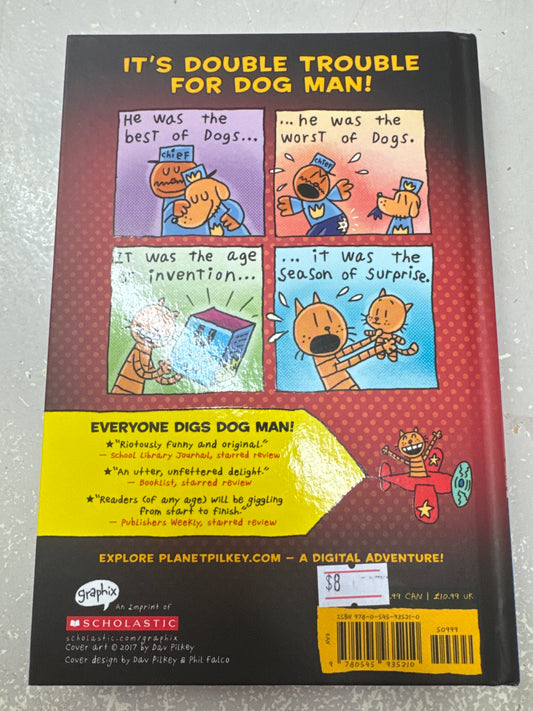 IT'S DOUBLE TROUBLE
FOR DOG MAN!
He was the
best of Dogs...
chief
...he was the
worst of Dogs.
chief
IT was the age
of invention...
... it was the
Season of Surprise.
EVERYONE DIGS DOG MAN!
★"Riotously funny and original."
— School Library Journal, starred review
★"An utter, unfettered delight."
— Booklist, starred review
★"Readers (of any age) will be giggling
from start to finish."
— Publishers Weekly, starred review
EXPLORE PLANETPILKEY.COM – A DIGITAL ADVENTURE!
graphix
An Imprint of
SCHOLASTIC
scholastic.com/graphix
Cover art © 2017 by Dav Pilkey
Cover design by Dav Pilkey & Phil Falco
$8
99 CAN | £10.99 UK
ISBN 978-0-545-93521-0
50999
9 780545 935210